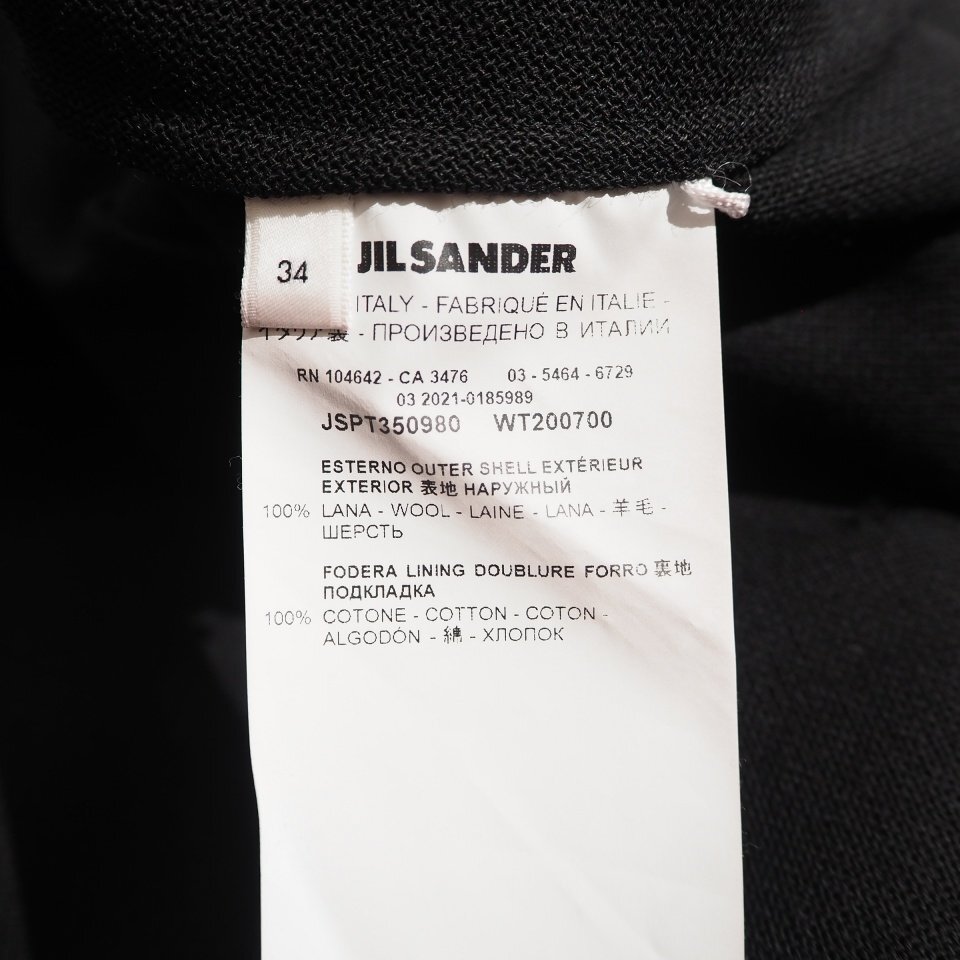 34
JIL SANDER
ITALY - FABRIQUÉ EN ITALIE -
イタリア製 - ПРОИЗВЕДЕНО В ИТАЛИИ
RN 104642 - CA 3476 03 - 5464 - 6729
03 2021-0185989
JSPT350980 WT200700
ESTERNO OUTER SHELL EXTÉRIEUR
EXTERIOR 表地 НАРУЖНЫЙ
100% LANA - WOOL - LAINE - LANA - 羊毛 -
ШЕРСТЬ
FODERA LINING DOUBLURE FORRO 裏地
ПОДКЛАДКА
100% COTONE - COTTON - COTON -
ALGODÓN - 綿 - ХЛОПОК